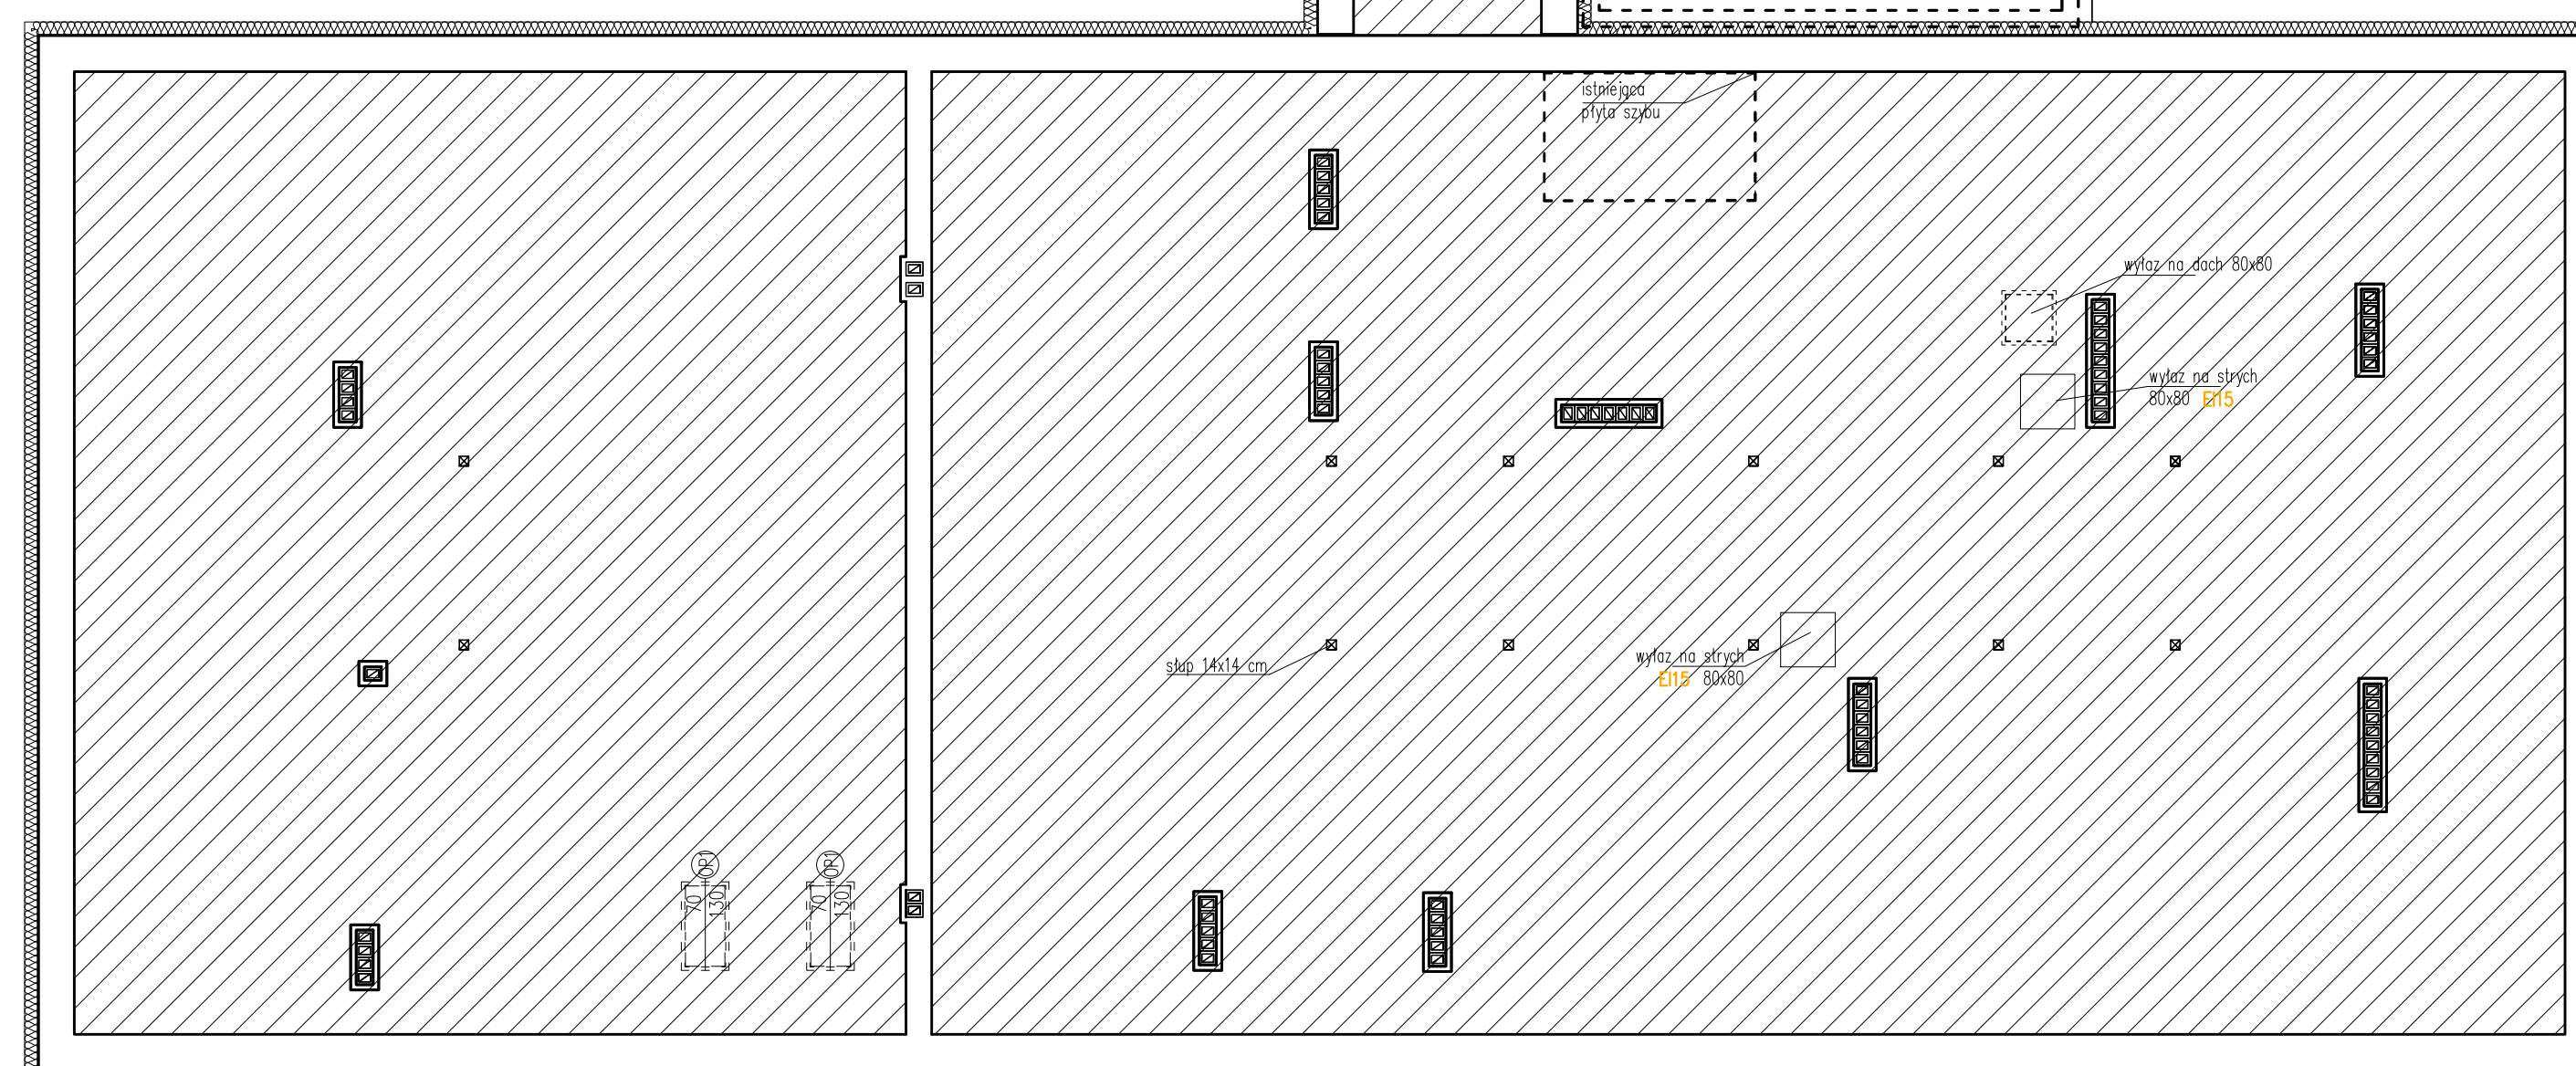 istniejąca
płyta szybu
wyłaz na dach 80x80
wyłaz na strych
80x80 EI15
słup 14x14 cm
wyłaz na strych
EI15 80x80
OP1
70
130
OP1
70
130